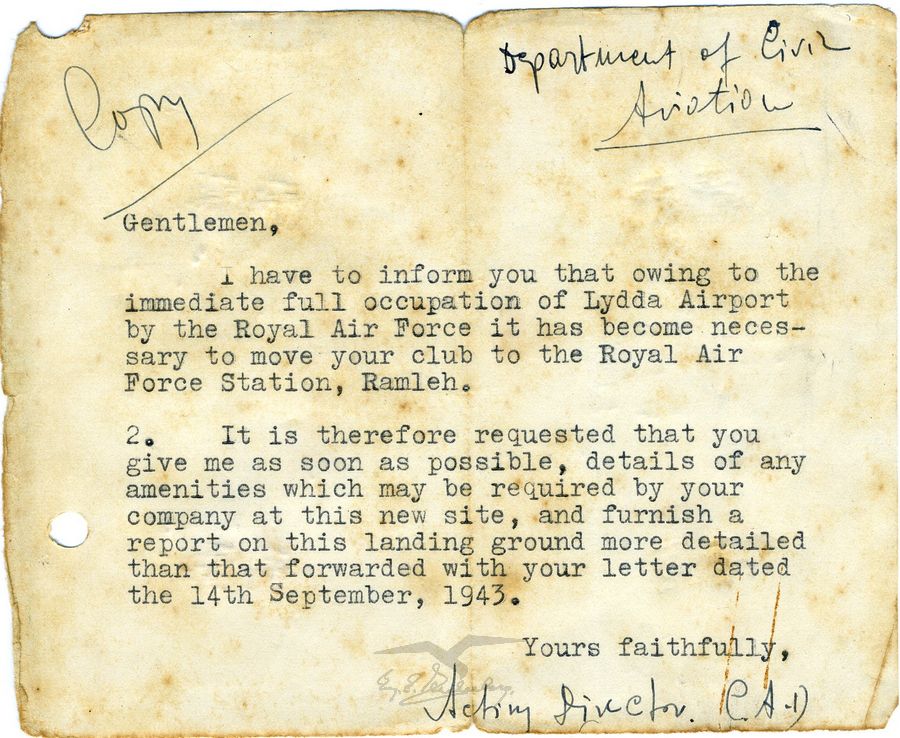 Copy
Department of Civil
Aviation
Gentlemen,
I have to inform you that owing to the
immediate full occupation of Lydda Airport
by the Royal Air Force it has become neces-
sary to move your club to the Royal Air
Force Station, Ramleh.
2. It is therefore requested that you
give me as soon as possible, details of any
amenities which may be required by your
company at this new site, and furnish a
report on this landing ground more detailed
than that forwarded with your letter dated
the 14th September, 1943.
Yours faithfully,
Acting Director. C.A.D